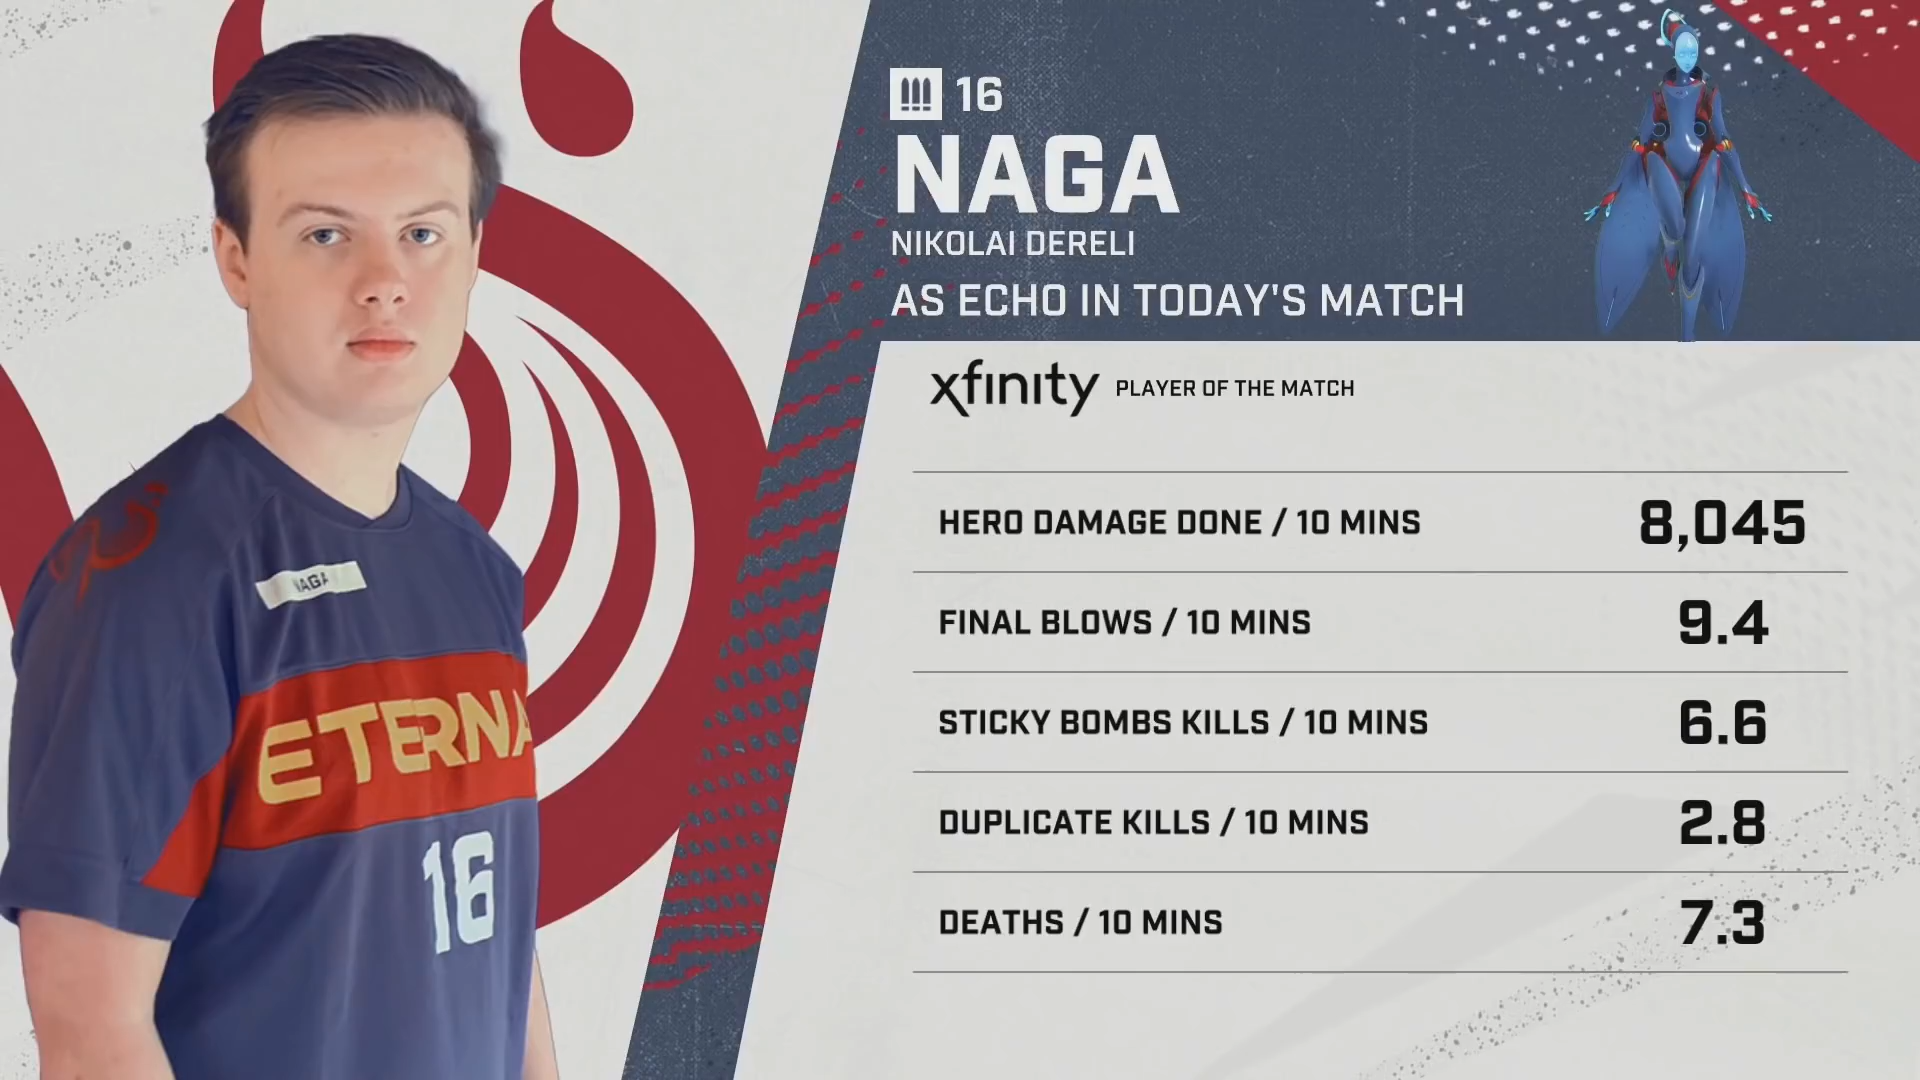 16
NAGA
NIKOLAI DERELI
AS ECHO IN TODAY'S MATCH
xfinity PLAYER OF THE MATCH
HERO DAMAGE DONE / 10 MINS 8,045
FINAL BLOWS / 10 MINS 9.4
STICKY BOMBS KILLS / 10 MINS 6.6
DUPLICATE KILLS / 10 MINS 2.8
DEATHS / 10 MINS 7.3
NAGA
ETERNA
16